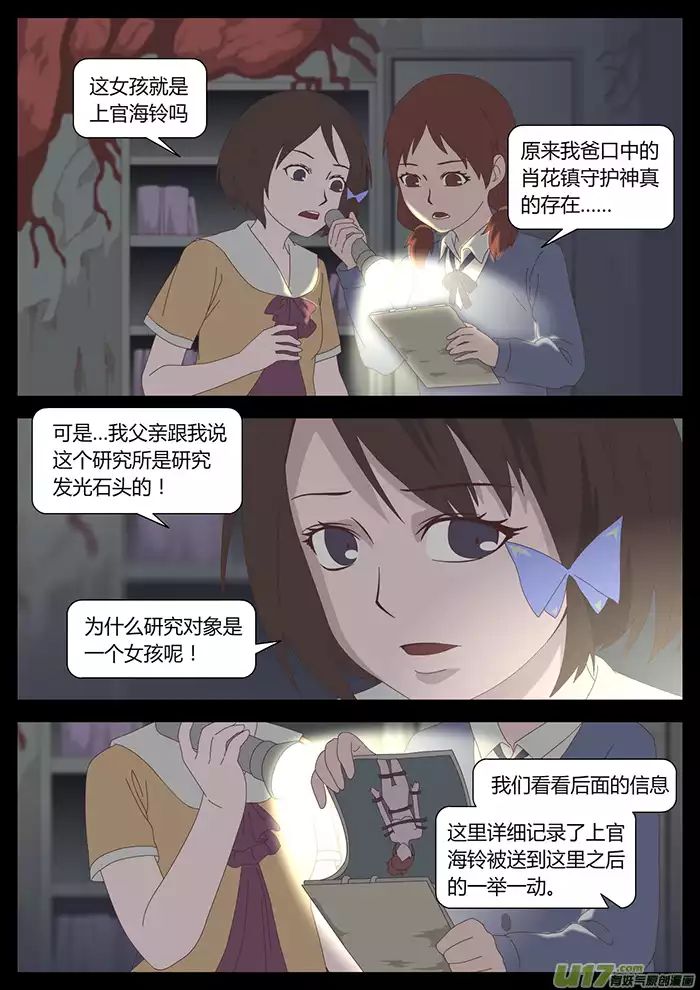 这女孩就是
上官海铃吗
原来我爸口中的
肖花镇守护神真
的存在……
可是…我父亲跟我说
这个研究所是研究
发光石头的！
为什么研究对象是
一个女孩呢！
我们看看后面的信息
这里详细记录了上官
海铃被送到这里之后
的一举一动。
U17.com
有妖气原创漫画